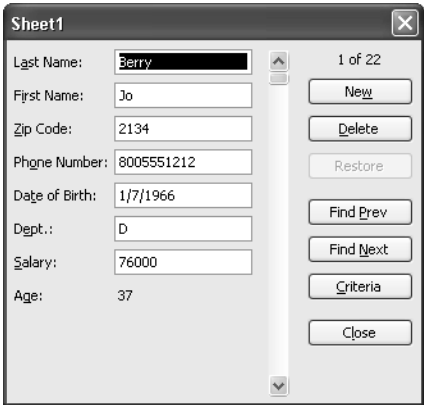 Sheet1
Last Name: Berry
First Name: Jo
Zip Code: 2134
Phone Number: 8005551212
Date of Birth: 1/7/1966
Dept.: D
Salary: 76000
Age: 37
1 of 22
New
Delete
Restore
Find Prev
Find Next
Criteria
Close